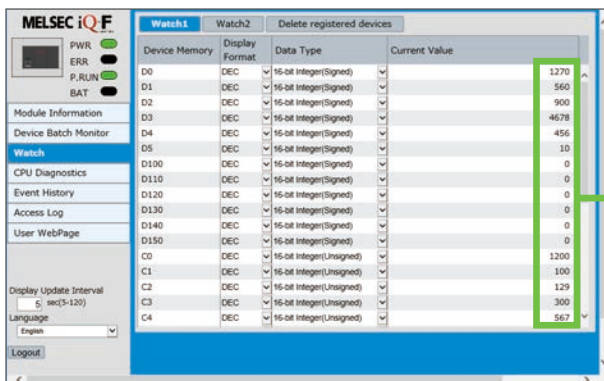 MELSEC iQ-F
PWR
ERR
P.RUN
BAT
Module Information
Device Batch Monitor
Watch
CPU Diagnostics
Event History
Access Log
User WebPage
Display Update Interval
5 sec(5-120)
Language
English
Logout
Watch1 Watch2 Delete registered devices
Device Memory Display Format Data Type Current Value
D0 DEC 16-bit Integer(Signed) 1270
D1 DEC 16-bit Integer(Signed) 560
D2 DEC 16-bit Integer(Signed) 900
D3 DEC 16-bit Integer(Signed) 4678
D4 DEC 16-bit Integer(Signed) 456
D5 DEC 16-bit Integer(Signed) 10
D100 DEC 16-bit Integer(Signed) 0
D110 DEC 16-bit Integer(Signed) 0
D120 DEC 16-bit Integer(Signed) 0
D130 DEC 16-bit Integer(Signed) 0
D140 DEC 16-bit Integer(Signed) 0
D150 DEC 16-bit Integer(Signed) 0
C0 DEC 16-bit Integer(Unsigned) 1200
C1 DEC 16-bit Integer(Unsigned) 100
C2 DEC 16-bit Integer(Unsigned) 129
C3 DEC 16-bit Integer(Unsigned) 300
C4 DEC 16-bit Integer(Unsigned) 567